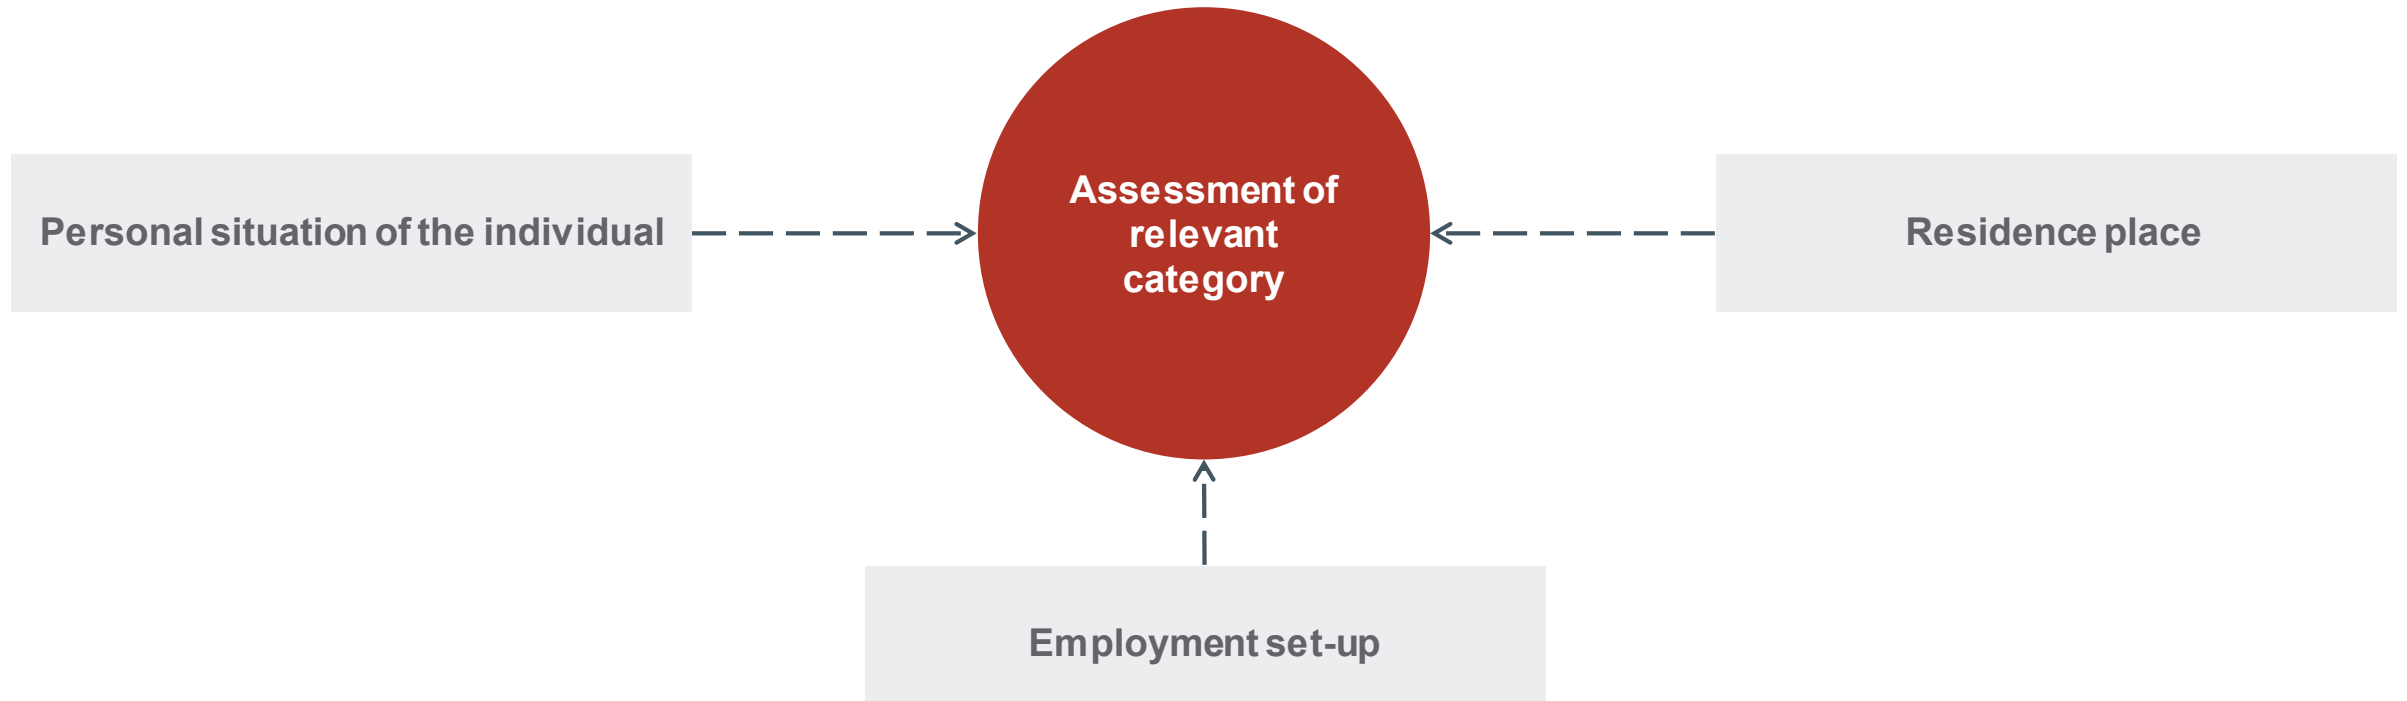 Assessment of
relevant
category
Personal situation of the individual
Residence place
Employment set-up